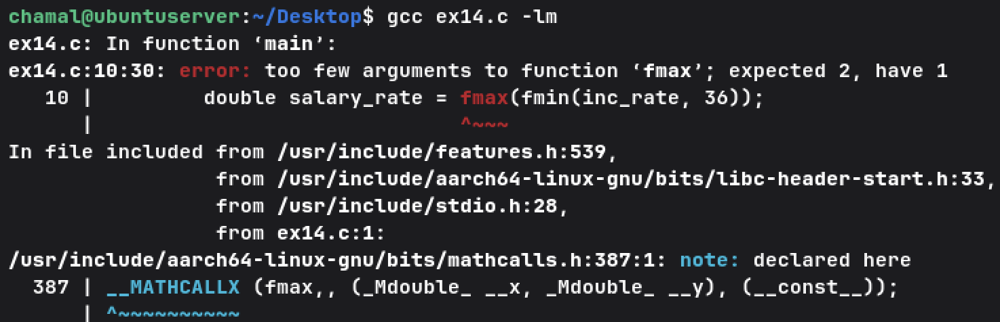 chamal@ubuntuserver:~/Desktop$ gcc ex14.c -lm
ex14.c: In function ‘main’:
ex14.c:10:30: error: too few arguments to function ‘fmax’; expected 2, have 1
   10 |         double salary_rate = fmax(fmin(inc_rate, 36));
      |                              ^~~~
In file included from /usr/include/features.h:539,
                 from /usr/include/aarch64-linux-gnu/bits/libc-header-start.h:33,
                 from /usr/include/stdio.h:28,
                 from ex14.c:1:
/usr/include/aarch64-linux-gnu/bits/mathcalls.h:387:1: note: declared here
  387 | __MATHCALLX (fmax,, (_Mdouble_ __x, _Mdouble_ __y), (__const__));
      | ^~~~~~~~~~~